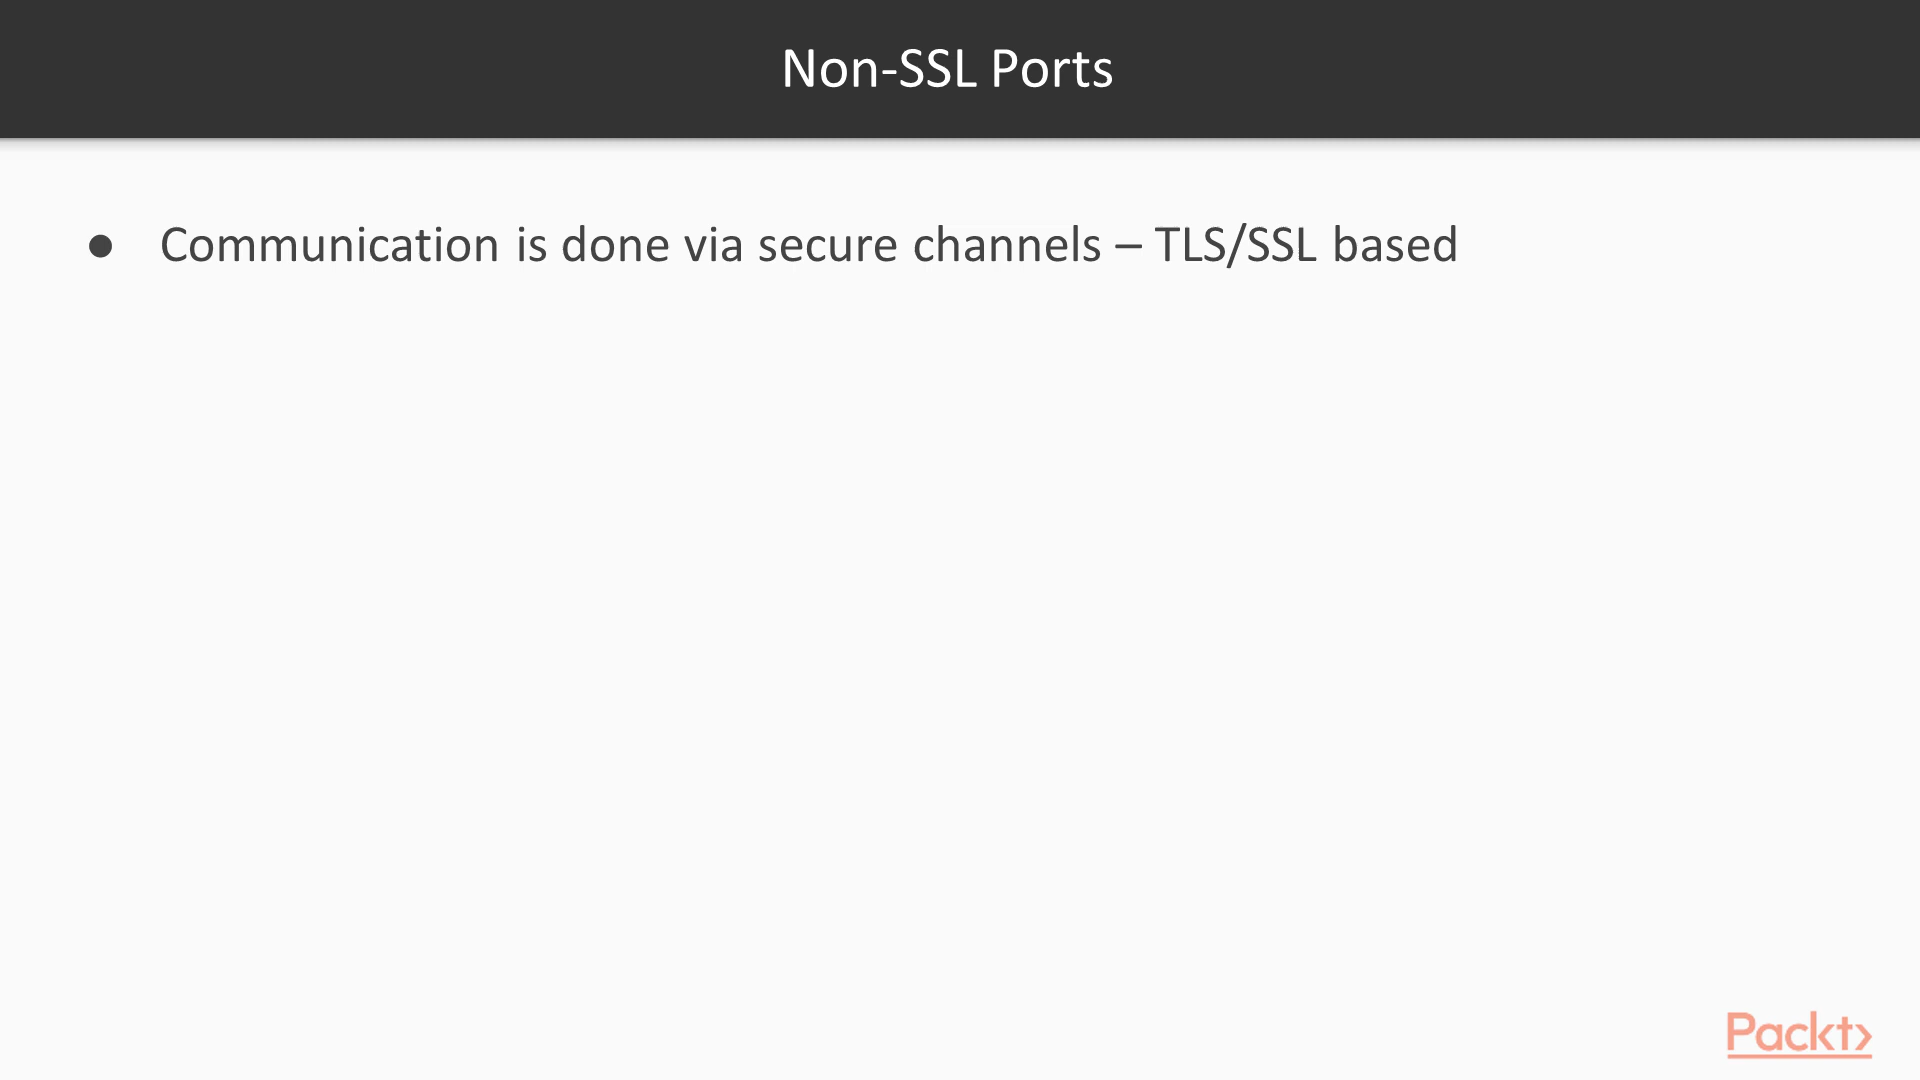 Non-SSL Ports
● Communication is done via secure channels – TLS/SSL based
Packt>